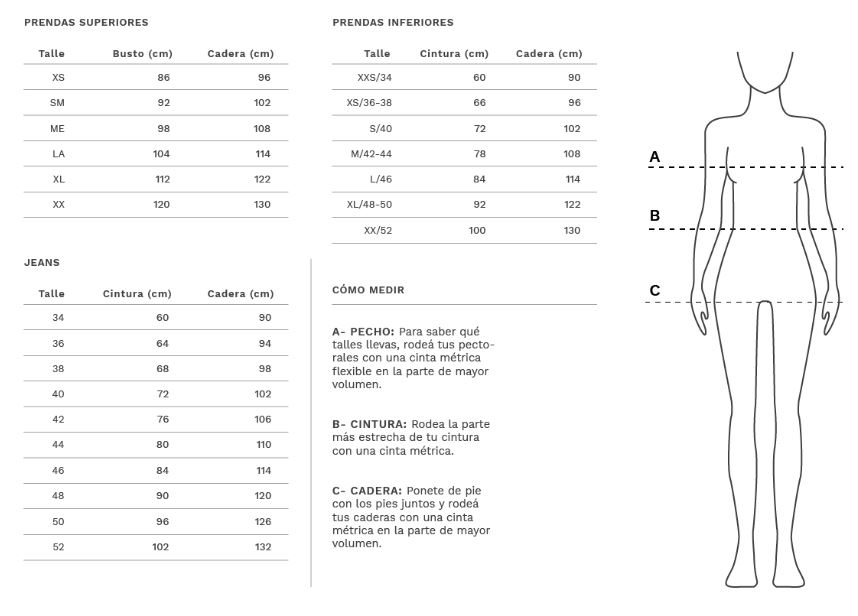 PRENDAS SUPERIORES
Talle Busto (cm) Cadera (cm)
XS 86 96
SM 92 102
ME 98 108
LA 104 114
XL 112 122
XX 120 130
PRENDAS INFERIORES
Talle Cintura (cm) Cadera (cm)
XXS/34 60 90
XS/36-38 66 96
S/40 72 102
M/42-44 78 108
L/46 84 114
XL/48-50 92 122
XX/52 100 130
JEANS
Talle Cintura (cm) Cadera (cm)
34 60 90
36 64 94
38 68 98
40 72 102
42 76 106
44 80 110
46 84 114
48 90 120
50 96 126
52 102 132
CÓMO MEDIR
A- PECHO: Para saber qué
talles llevas, rodeá tus pecto-
rales con una cinta métrica
flexible en la parte de mayor
volumen.
B- CINTURA: Rodea la parte
más estrecha de tu cintura
con una cinta métrica.
C- CADERA: Ponete de pie
con los pies juntos y rodeá
tus caderas con una cinta
métrica en la parte de mayor
volumen.
A
B
C